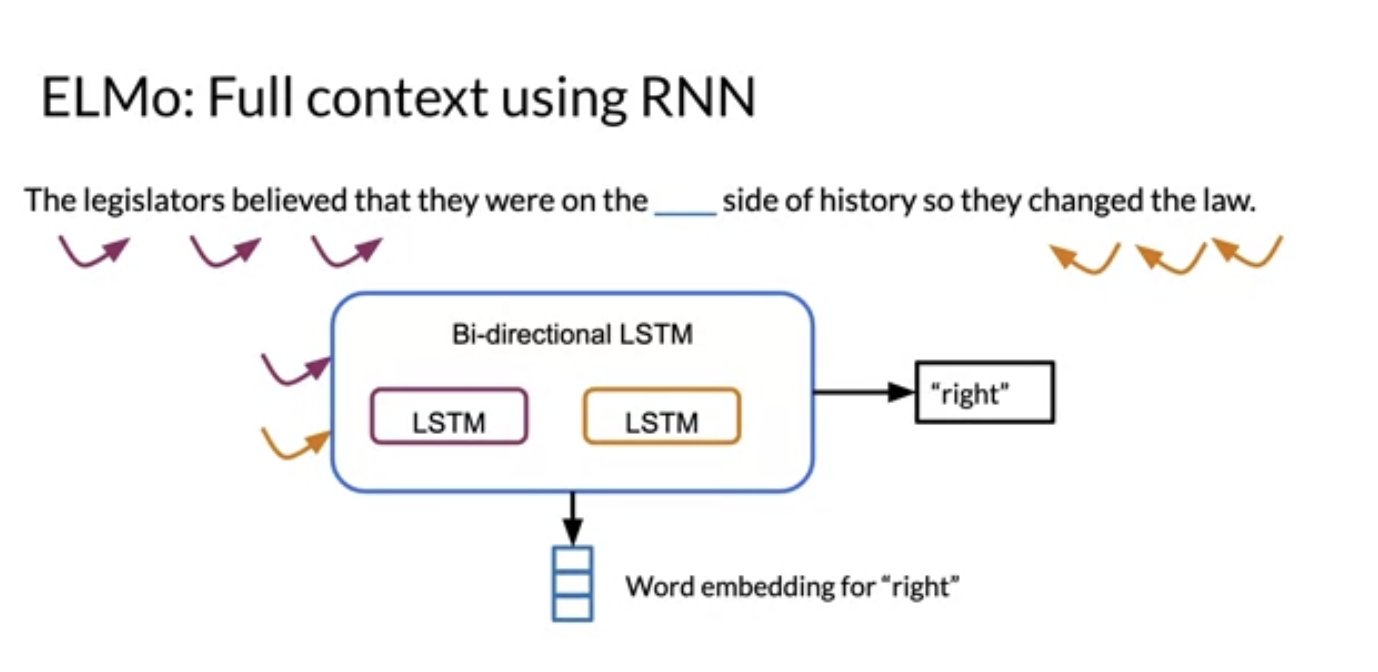 ELMo: Full context using RNN
The legislators believed that they were on the ____ side of history so they changed the law.
Bi-directional LSTM
LSTM LSTM
“right”
Word embedding for “right”